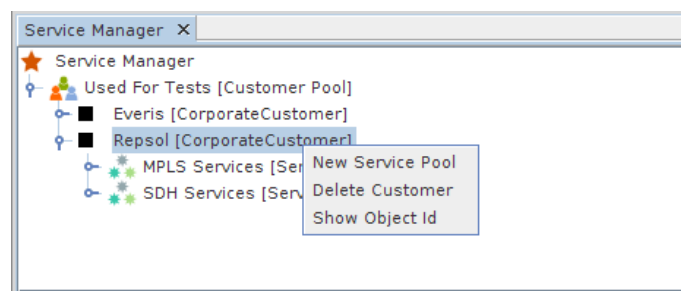 Service Manager X
Service Manager
Used For Tests [Customer Pool]
Everis [CorporateCustomer]
Repsol [CorporateCustomer]
MPLS Services [Ser
New Service Pool
SDH Services [Serv
Delete Customer
Show Object Id